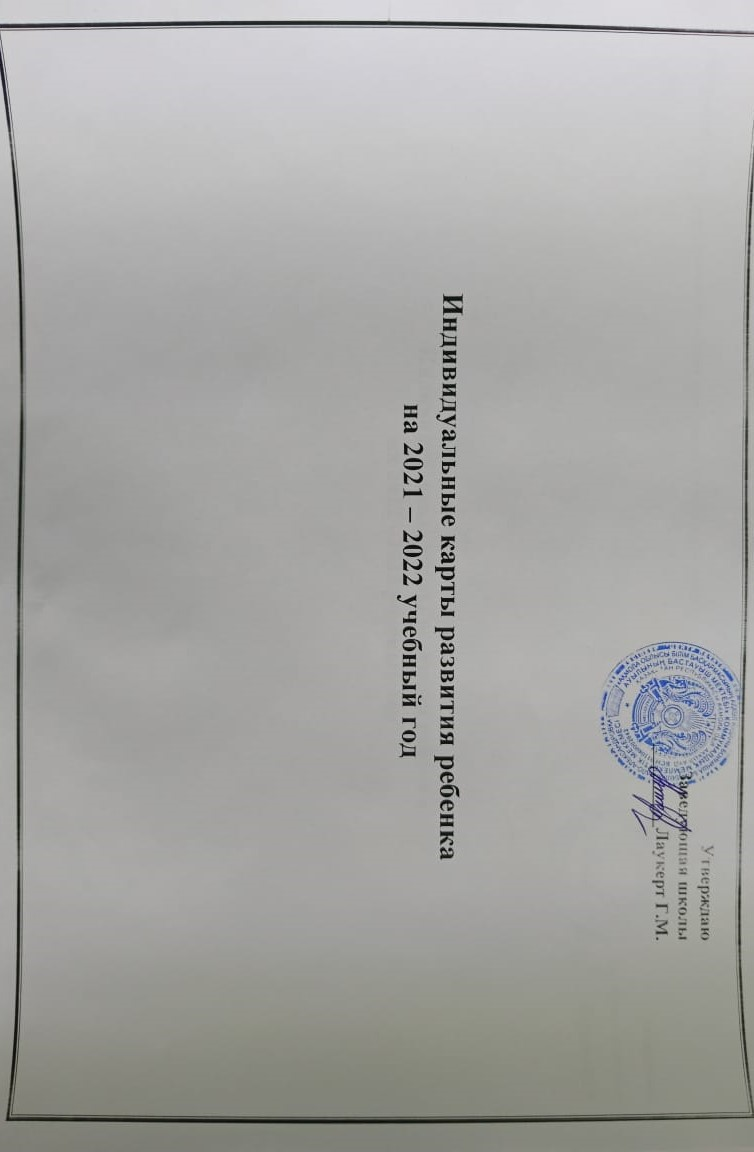 Утверждаю
Заведующая школы
Лаукерт Г.М.
Индивидуальные карты развития ребенка
на 2021 – 2022 учебный год